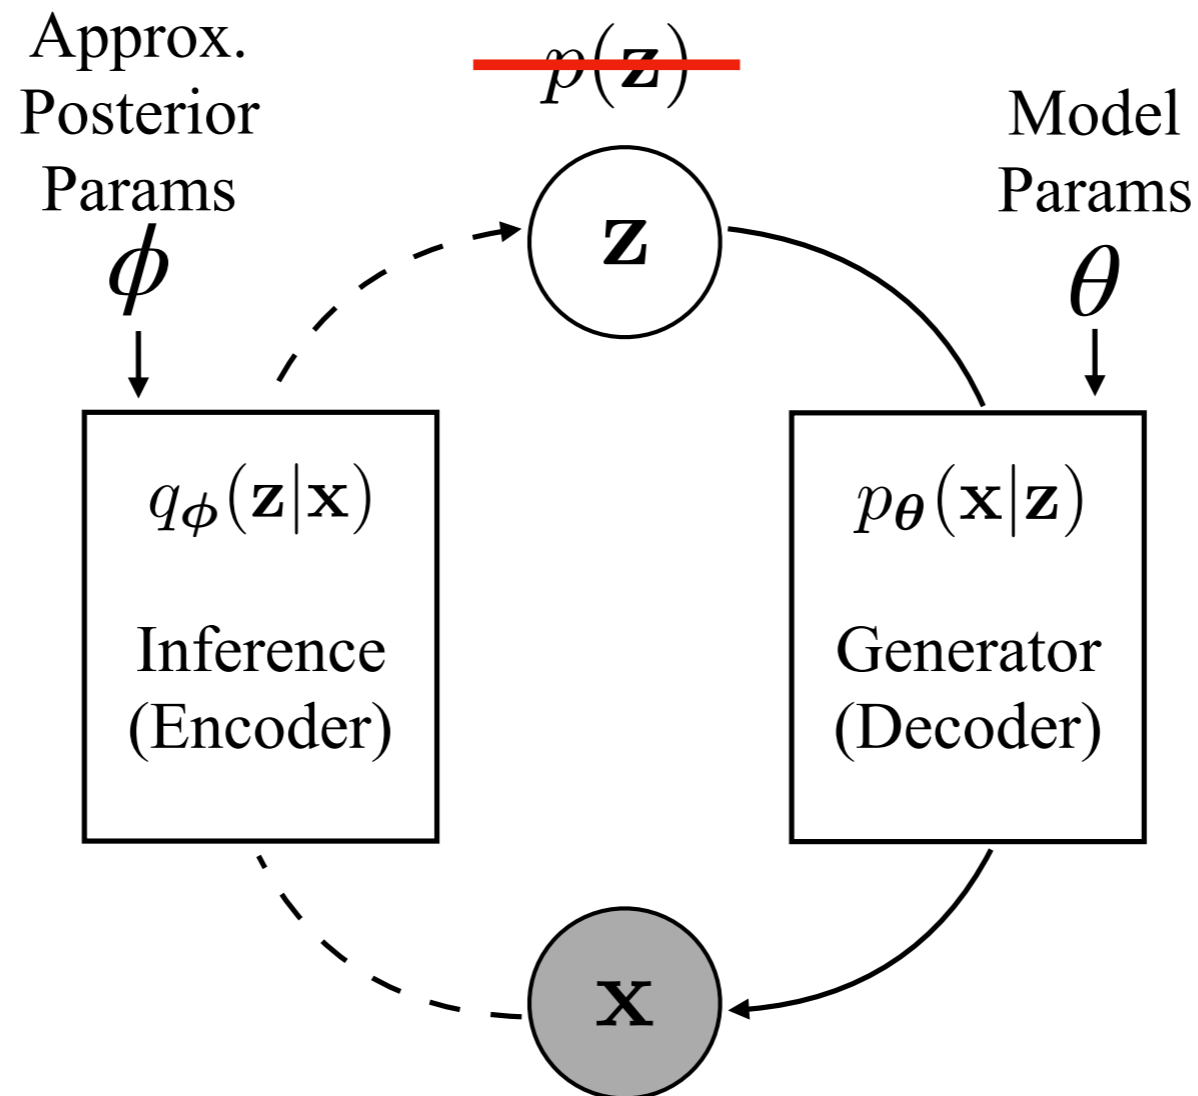 Approx.
Posterior
Params
ϕ
p(𝐳)
Model
Params
θ
𝐳
q_ϕ(𝐳|𝐱)
Inference
(Encoder)
p_θ(𝐱|𝐳)
Generator
(Decoder)
𝐱